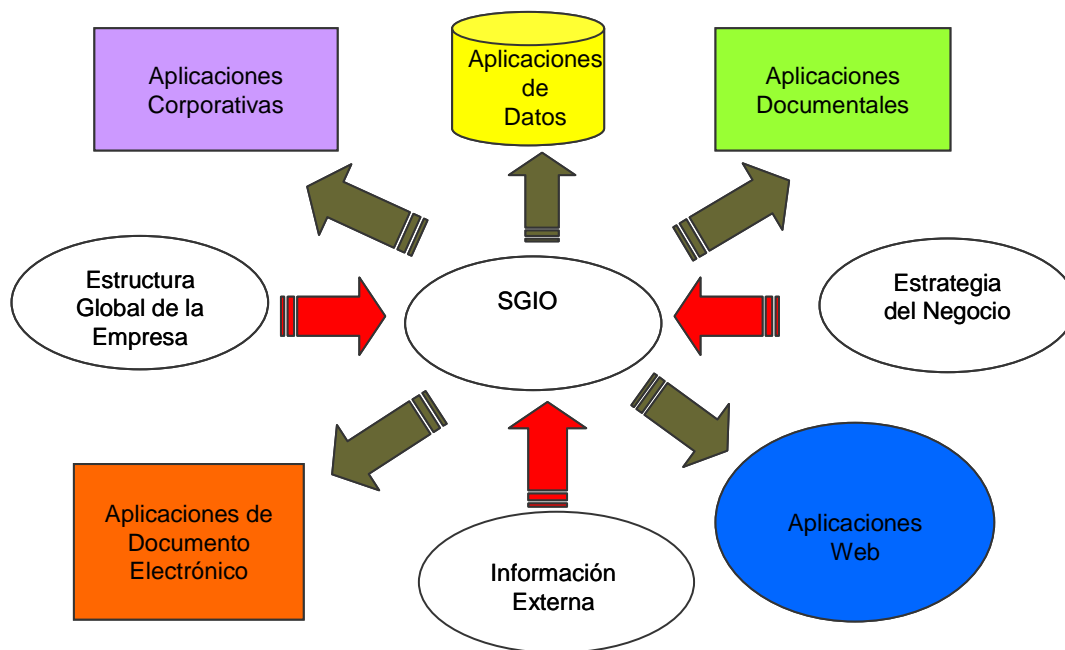 Aplicaciones
Corporativas
Aplicaciones
de
Datos
Aplicaciones
Documentales
Estructura
Global de la
Empresa
SGIO
Estrategia
del Negocio
Aplicaciones de
Documento
Electrónico
Información
Externa
Aplicaciones
Web